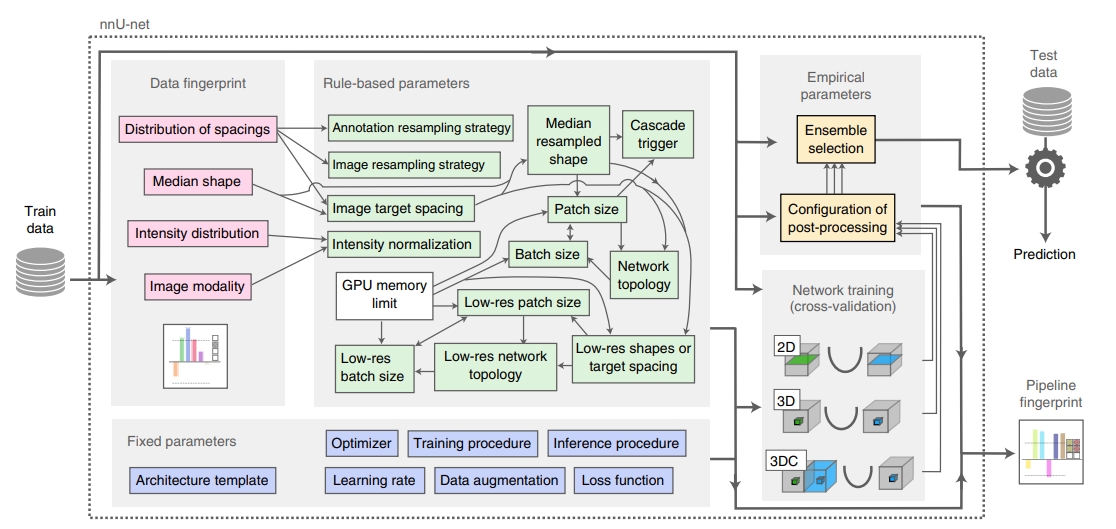 nnU-net
Data fingerprint
Distribution of spacings
Median shape
Intensity distribution
Image modality
Rule-based parameters
Annotation resampling strategy
Image resampling strategy
Image target spacing
Intensity normalization
Median
resampled
shape
Cascade
trigger
Patch size
Batch size
Network
topology
GPU memory
limit
Low-res patch size
Low-res
batch size
Low-res network
topology
Low-res shapes or
target spacing
Fixed parameters
Optimizer
Training procedure
Inference procedure
Architecture template
Learning rate
Data augmentation
Loss function
Empirical
parameters
Ensemble
selection
Configuration of
post-processing
Network training
(cross-validation)
2D
3D
3DC
Train
data
Test
data
Prediction
Pipeline
fingerprint